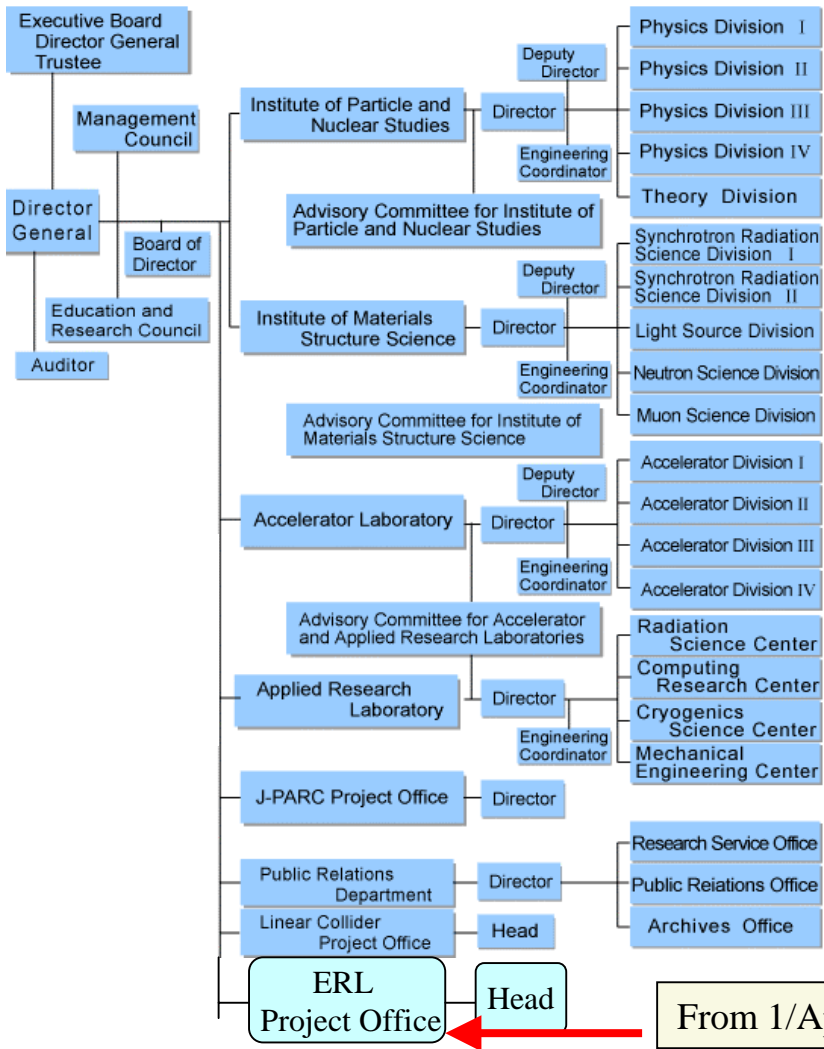 Executive Board
Director General
Trustee
Management
Council
Director
General
Board of
Director
Education and
Research Council
Auditor
Institute of Particle and
Nuclear Studies
Director
Deputy
Director
Engineering
Coordinator
Physics Division I
Physics Division II
Physics Division III
Physics Division IV
Theory Division
Advisory Committee for Institute of
Particle and Nuclear Studies
Institute of Materials
Structure Science
Director
Deputy
Director
Engineering
Coordinator
Synchrotron Radiation
Science Division I
Synchrotron Radiation
Science Division II
Light Source Division
Neutron Science Division
Muon Science Division
Advisory Committee for Institute of
Materials Structure Science
Accelerator Laboratory
Director
Deputy
Director
Engineering
Coordinator
Accelerator Division I
Accelerator Division II
Accelerator Division III
Accelerator Division IV
Advisory Committee for Accelerator
and Applied Research Laboratories
Applied Research
Laboratory
Director
Engineering
Coordinator
Radiation
Science Center
Computing
Research Center
Cryogenics
Science Center
Mechanical
Engineering Center
J-PARC Project Office
Director
Public Relations
Department
Director
Research Service Office
Public Relations Office
Archives Office
Linear Collider
Project Office
Head
ERL
Project Office
Head
From 1/A